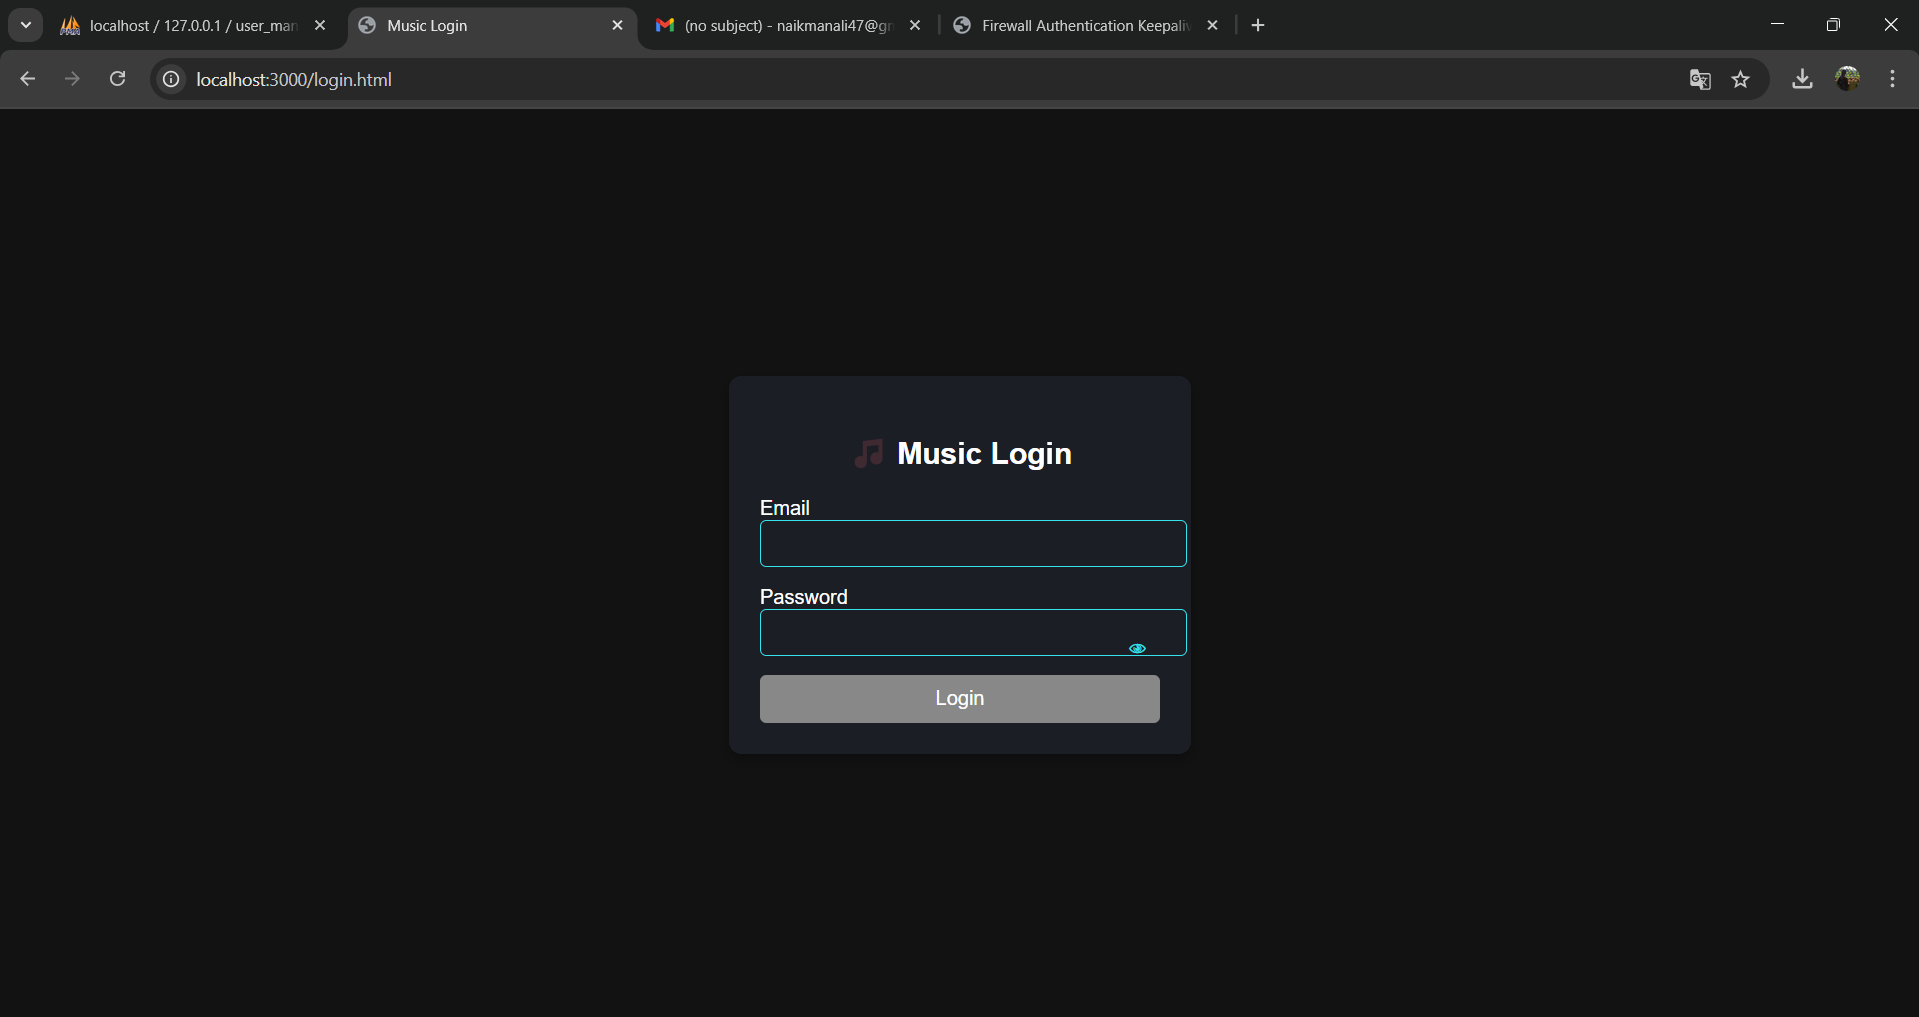 localhost / 127.0.0.1 / user_man
Music Login
(no subject) - naikmanali47@gm
Firewall Authentication Keepaliv
localhost:3000/login.html
Music Login
Email
Password
Login